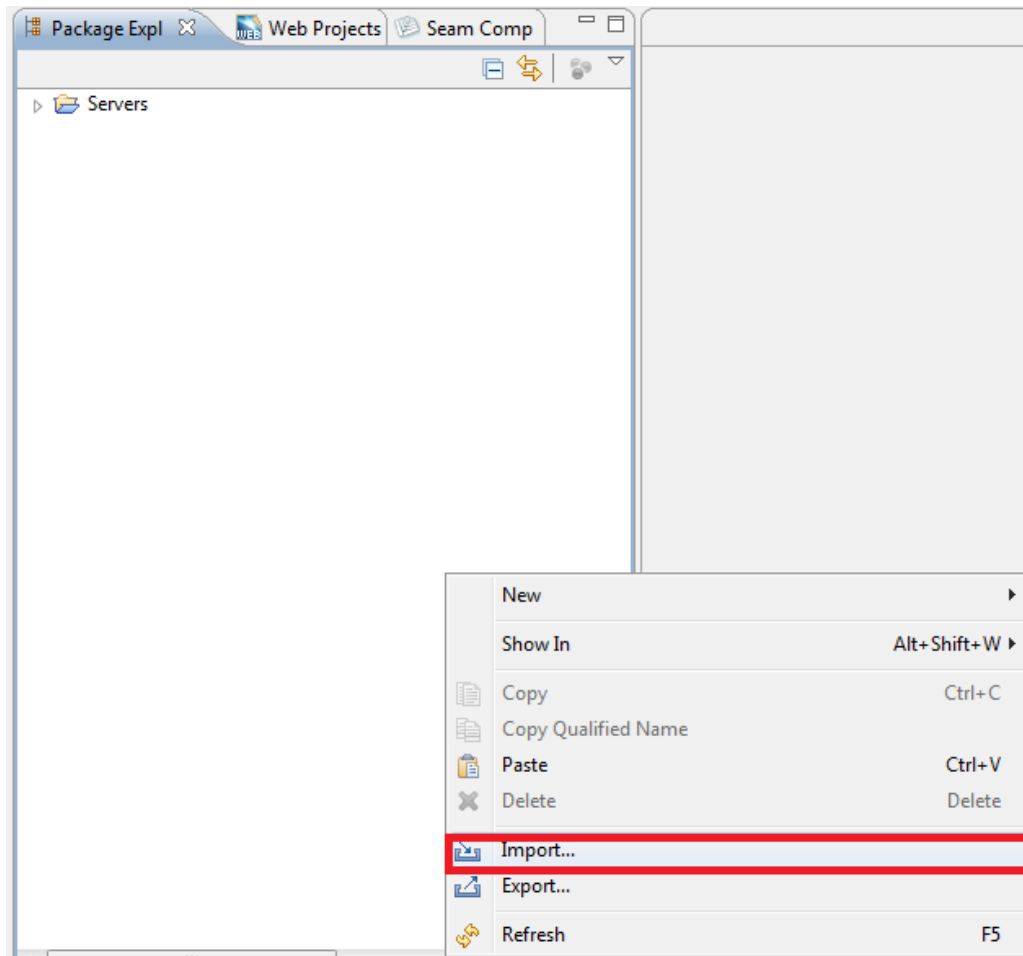 Package Expl Web Projects Seam Comp
Servers
New
Show In Alt+Shift+W
Copy Ctrl+C
Copy Qualified Name
Paste Ctrl+V
Delete Delete
Import...
Export...
Refresh F5